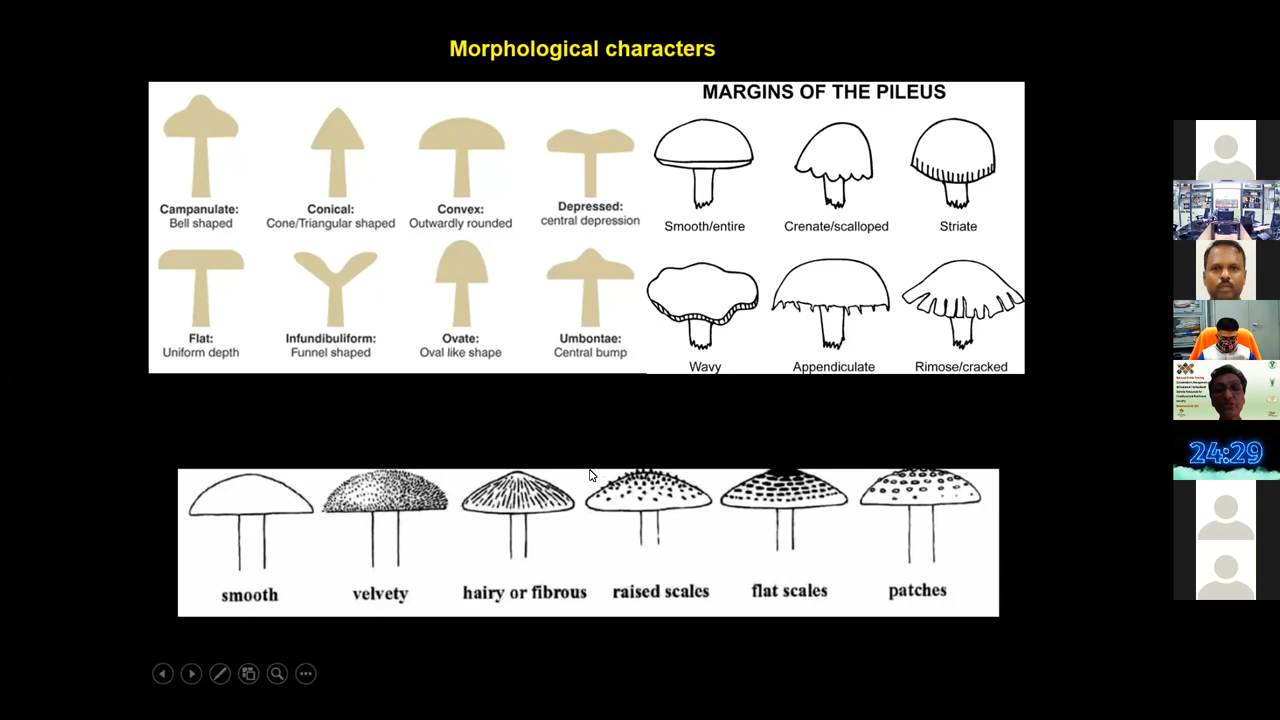 Morphological characters
Campanulate:
Bell shaped
Conical:
Cone/Triangular shaped
Convex:
Outwardly rounded
Depressed:
central depression
Flat:
Uniform depth
Infundibuliform:
Funnel shaped
Ovate:
Oval like shape
Umbontae:
Central bump
MARGINS OF THE PILEUS
Smooth/entire
Crenate/scalloped
Striate
Wavy
Appendiculate
Rimose/cracked
smooth
velvety
hairy or fibrous
raised scales
flat scales
patches
24:29